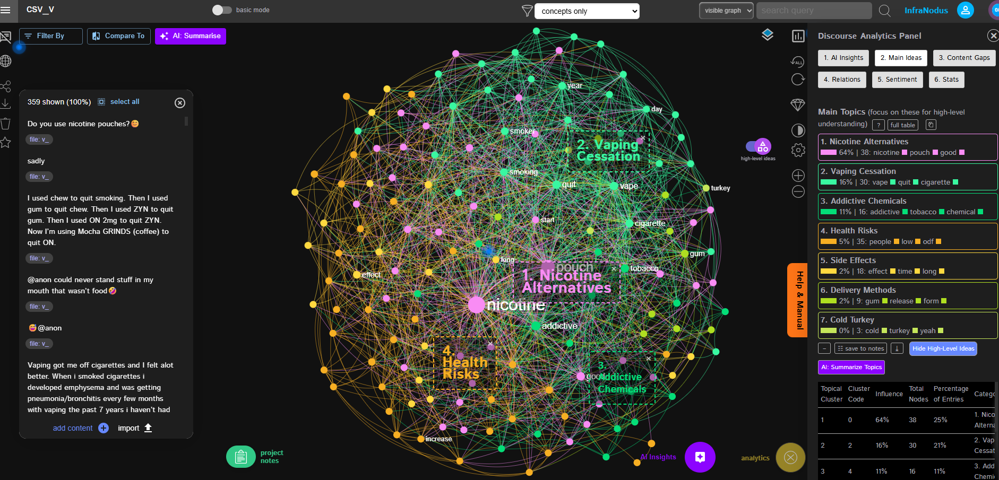 CSV_V
basic mode
concepts only
visible graph
search query
InfraNodus
0/
Filter By
Compare To
AI: Summarise
359 shown (100%)
select all
Do you use nicotine pouches?😊
file: v_
sadly
file: v_
I used chew to quit smoking. Then I used
gum to quit chew. Then I used ZYN to quit
gum. Then I used ON 2mg to quit ZYN.
Now I'm using Mocha GRINDS (coffee) to
quit ON.
file: v_
@anon could never stand stuff in my
mouth that wasn't food🤣
file: v_
😅@anon
file: v_
Vaping got me off cigarettes and I felt alot
better. When i smoked cigarettes i
developed emphysema and was getting
pneumonia/bronchitis every few months
with vaping the past 7 years i haven't had
add content
import
year
day
smoker
2. Vaping
Cessation
smoking
quit
vape
turkey
start
cigarette
gum
long
effect
pouch
tobacco
1. Nicotine
Alternatives
nicotine
addictive
4.
Health
Risks
good
3.
Addictive
Chemicals
increase
project
notes
AI Insights
analytics
high-level ideas
ALL
Help & Manual
Discourse Analytics Panel
1. AI Insights
2. Main Ideas
3. Content Gaps
4. Relations
5. Sentiment
6. Stats
Main Topics (focus on these for high-level
understanding) ? full table
1. Nicotine Alternatives
64% | 38: nicotine pouch good
2. Vaping Cessation
16% | 30: vape quit cigarette
3. Addictive Chemicals
11% | 16: addictive tobacco chemical
4. Health Risks
5% | 35: people low odf
5. Side Effects
2% | 18: effect time long
6. Delivery Methods
2% | 9: gum release form
7. Cold Turkey
0% | 3: cold turkey yeah
save to notes
Hide High-Level Ideas
AI: Summarize Topics
Topical Cluster Influence Total Percentage Categ
Cluster Code Nodes of Entries
1 0 64% 38 25% 1. Nico
Alterna
2 2 16% 30 21% 2. Vap
Cessat
3 4 11% 16 11% 3. Add
Chemi